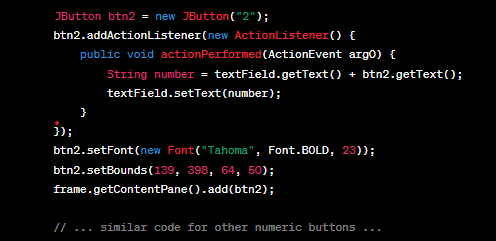 JButton btn2 = new JButton("2");
btn2.addActionListener(new ActionListener() {
public void actionPerformed(ActionEvent arg0) {
String number = textField.getText() + btn2.getText();
textField.setText(number);
}
});
btn2.setFont(new Font("Tahoma", Font.BOLD, 23));
btn2.setBounds(139, 398, 64, 50);
frame.getContentPane().add(btn2);
// ... similar code for other numeric buttons ...